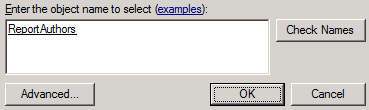 Enter the object name to select (examples):
ReportAuthors
Check Names
Advanced...
OK
Cancel